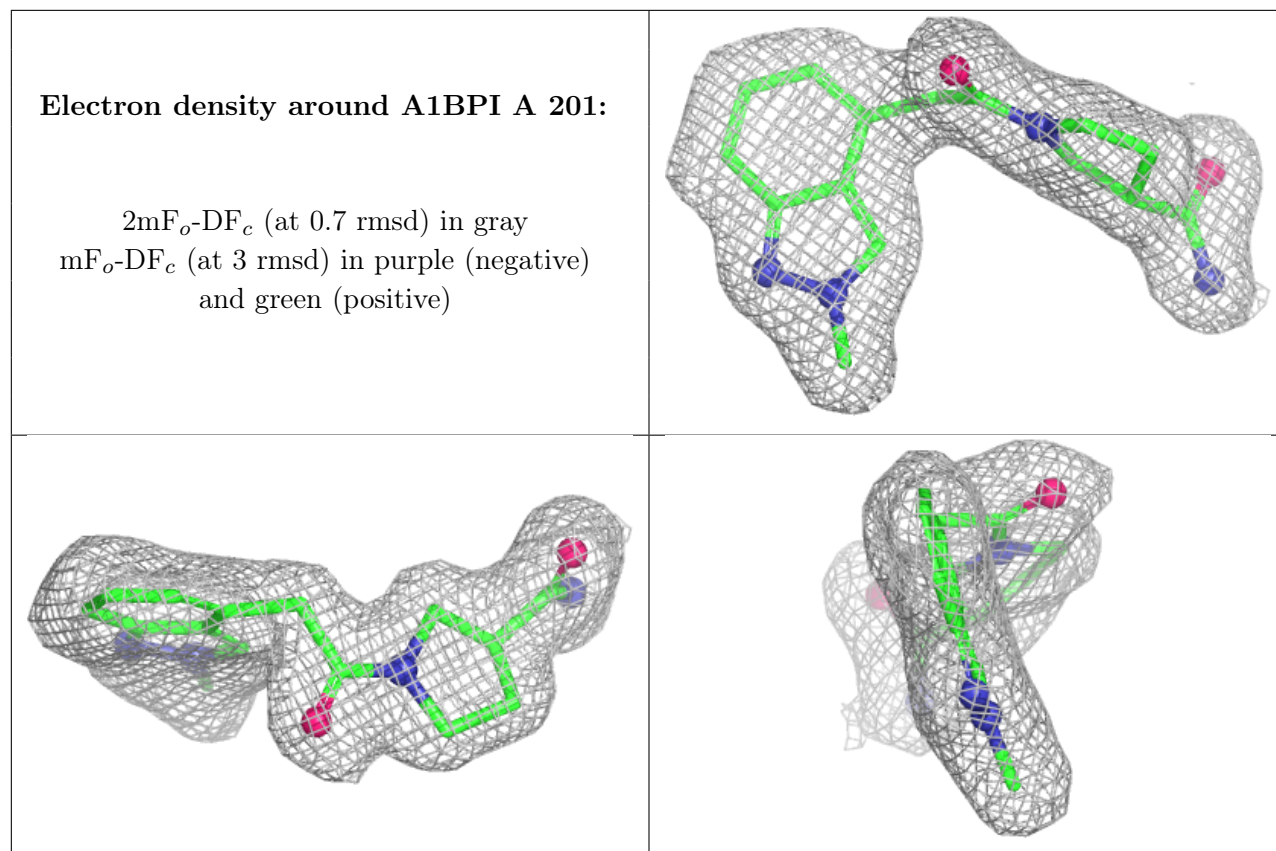 Electron density around A1BPI A 201:
2mFo-DFc (at 0.7 rmsd) in gray
mFo-DFc (at 3 rmsd) in purple (negative)
and green (positive)